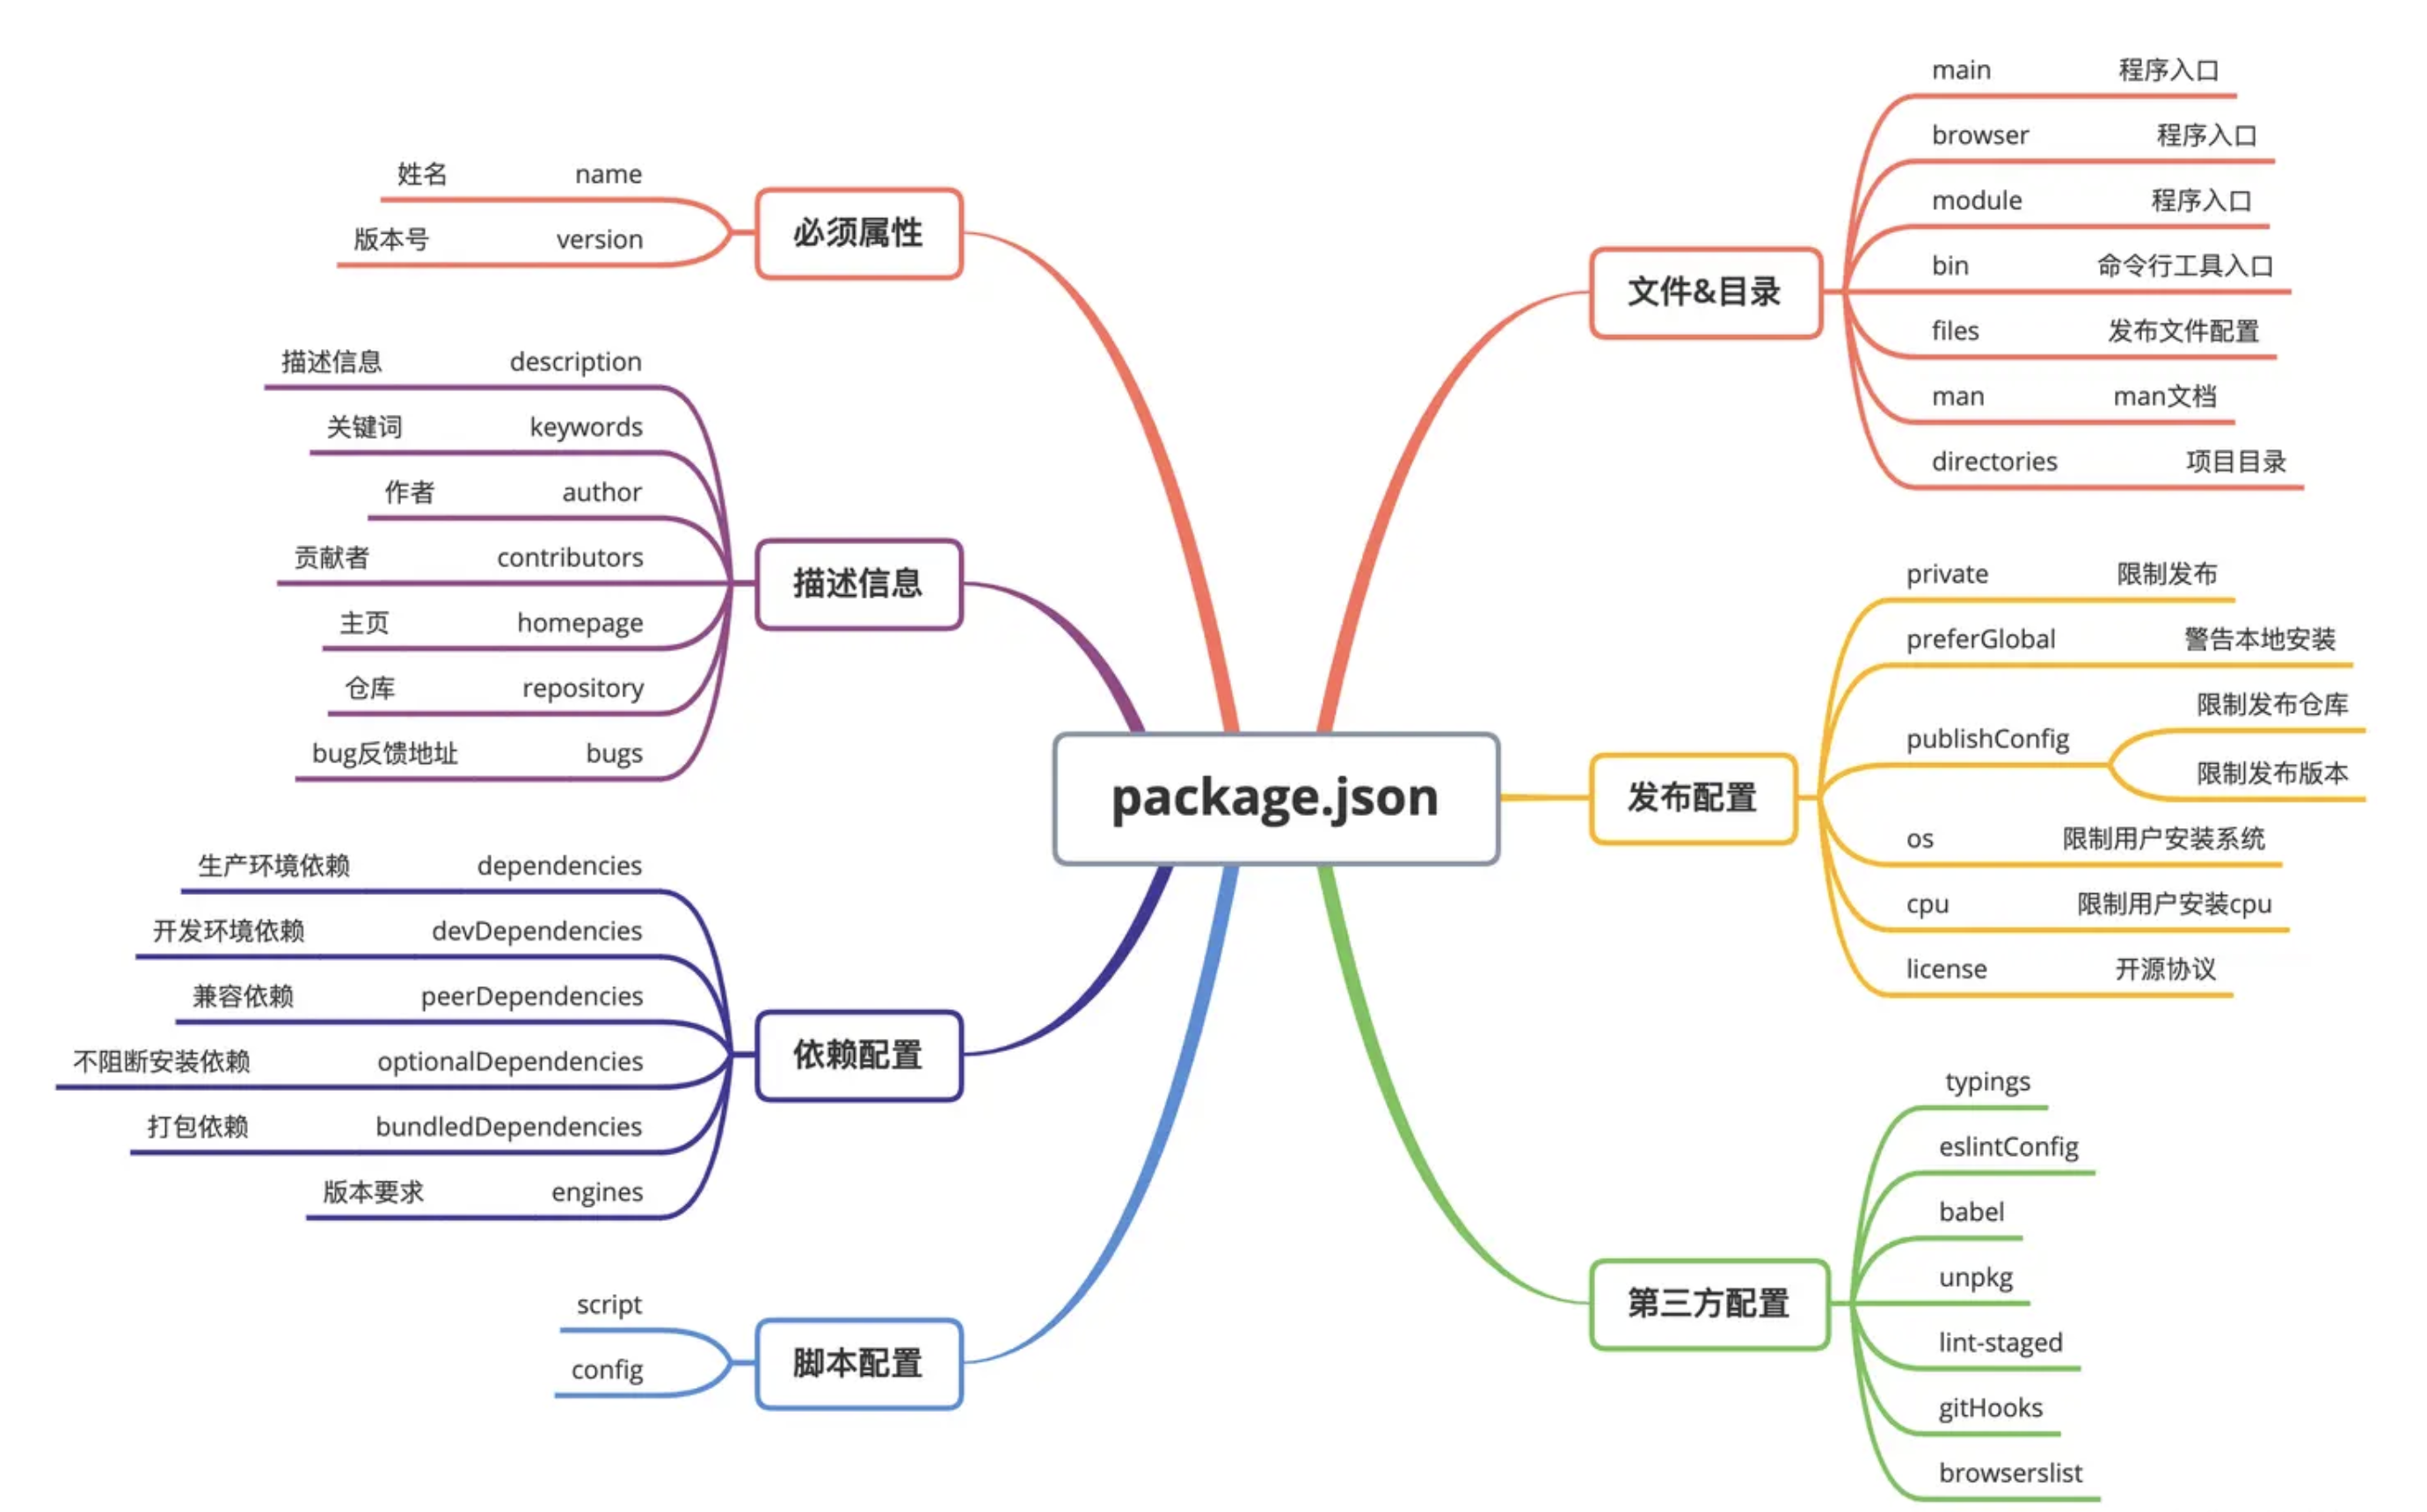 package.json
必须属性
name 姓名
version 版本号
描述信息
description 描述信息
keywords 关键词
author 作者
contributors 贡献者
homepage 主页
repository 仓库
bugs bug反馈地址
依赖配置
dependencies 生产环境依赖
devDependencies 开发环境依赖
peerDependencies 兼容依赖
optionalDependencies 不阻断安装依赖
bundledDependencies 打包依赖
engines 版本要求
脚本配置
script
config
文件&目录
main 程序入口
browser 程序入口
module 程序入口
bin 命令行工具入口
files 发布文件配置
man man文档
directories 项目目录
发布配置
private 限制发布
preferGlobal 警告本地安装
publishConfig
限制发布仓库
限制发布版本
os 限制用户安装系统
cpu 限制用户安装cpu
license 开源协议
第三方配置
typings
eslintConfig
babel
unpkg
lint-staged
gitHooks
browserslist